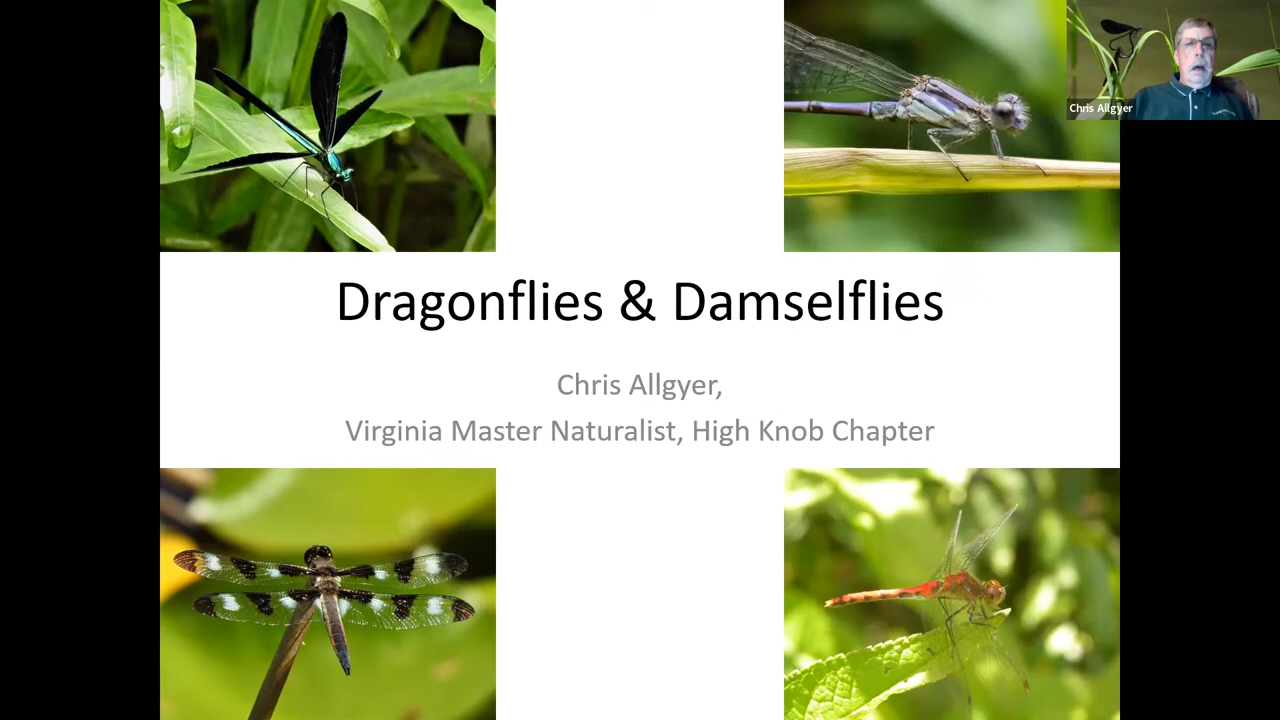 Chris Allgyer
Dragonflies & Damselflies
Chris Allgyer,
Virginia Master Naturalist, High Knob Chapter